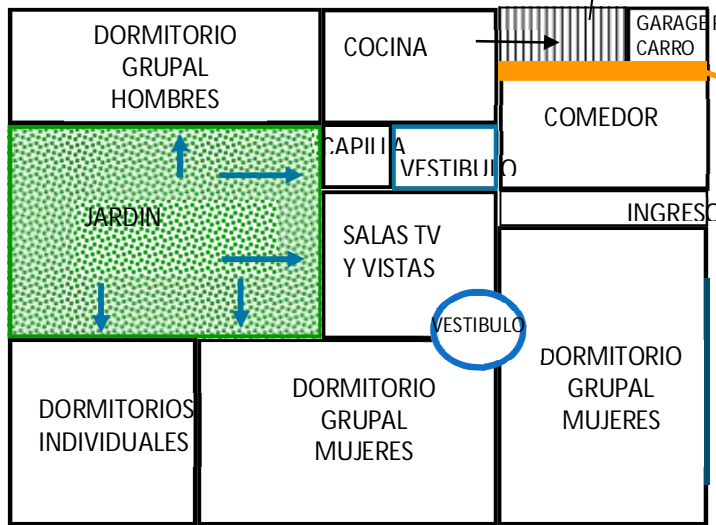 DORMITORIO
GRUPAL
HOMBRES
COCINA
GARAGE
CARRO
COMEDOR
CAPILLA
VESTIBULO
JARDIN
INGRESO
SALAS TV
Y VISTAS
VESTIBULO
DORMITORIOS
INDIVIDUALES
DORMITORIO
GRUPAL
MUJERES
DORMITORIO
GRUPAL
MUJERES